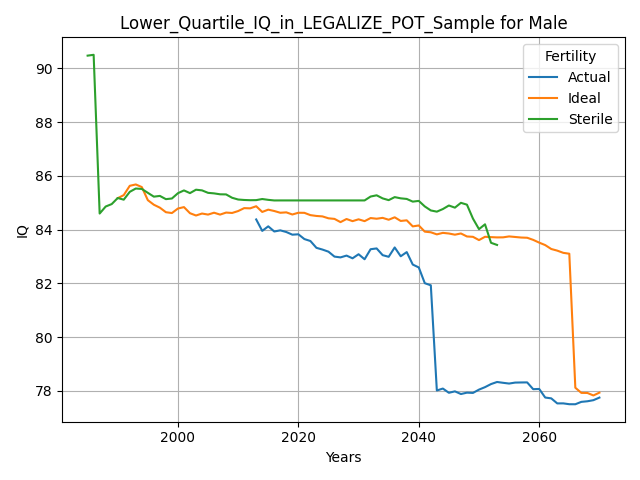 Lower_Quartile_IQ_in_LEGALIZE_POT_Sample for Male
Fertility
Actual
Ideal
Sterile
IQ
90
88
86
84
82
80
78
2000
2020
2040
2060
Years